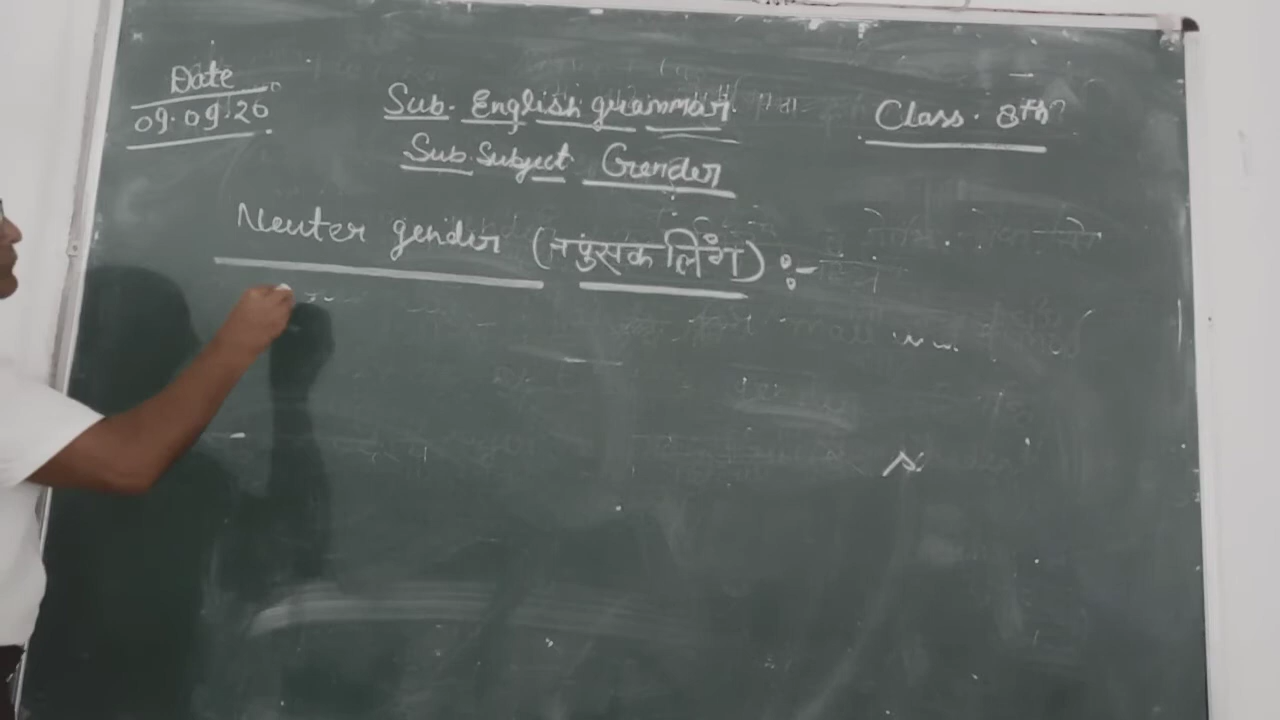 Date
09.09.20
Sub. English grammar.
Class. 8th
Sub. Subject. Gender
Neuter gender (नपुंसक लिंग) :-